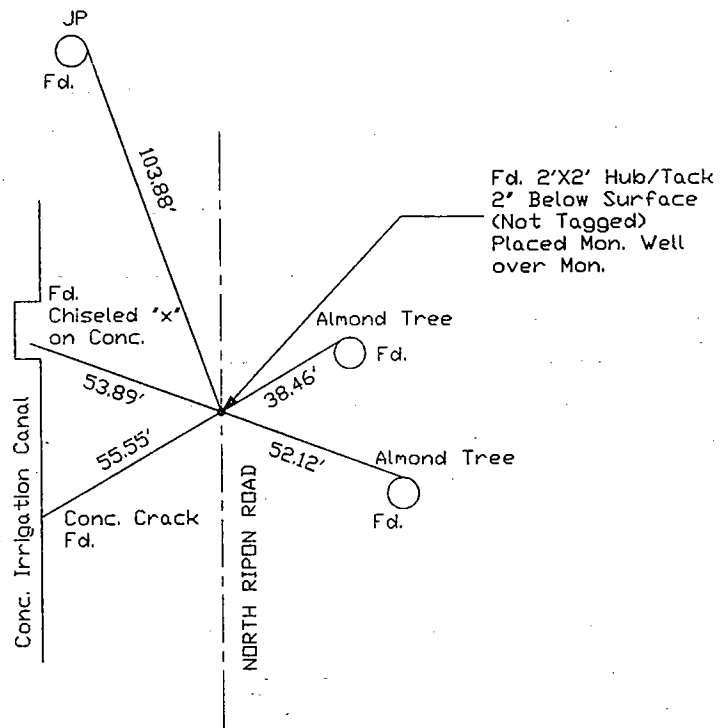 JP
Fd.
103.88'
Fd. 2'X2' Hub/Tack
2" Below Surface
(Not Tagged)
Placed Mon. Well
over Mon.
Fd.
Chiseled "x"
on Conc.
Almond Tree
Fd.
53.89'
38.46'
55.55'
52.12'
Almond Tree
Fd.
Conc. Crack
Fd.
Conc. Irrigation Canal
NORTH RIPON ROAD